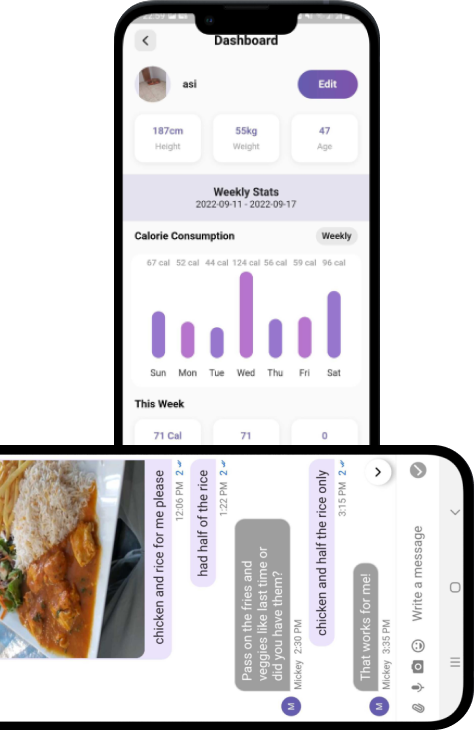 22:59
Dashboard
asi
Edit
187cm
Height
55kg
Weight
47
Age
Weekly Stats
2022-09-11 - 2022-09-17
Calorie Consumption
Weekly
67 cal 52 cal 44 cal 124 cal 56 cal 59 cal 96 cal
Sun Mon Tue Wed Thu Fri Sat
This Week
71 Cal
71
0
chicken and rice for me please
12:06 PM 2
had half of the rice
1:22 PM 2
Pass on the fries and
veggies like last time or
did you have them?
M
Mickey 2:30 PM
chicken and half the rice only
3:15 PM 2
That works for me!
M
Mickey 3:35 PM
Write a message